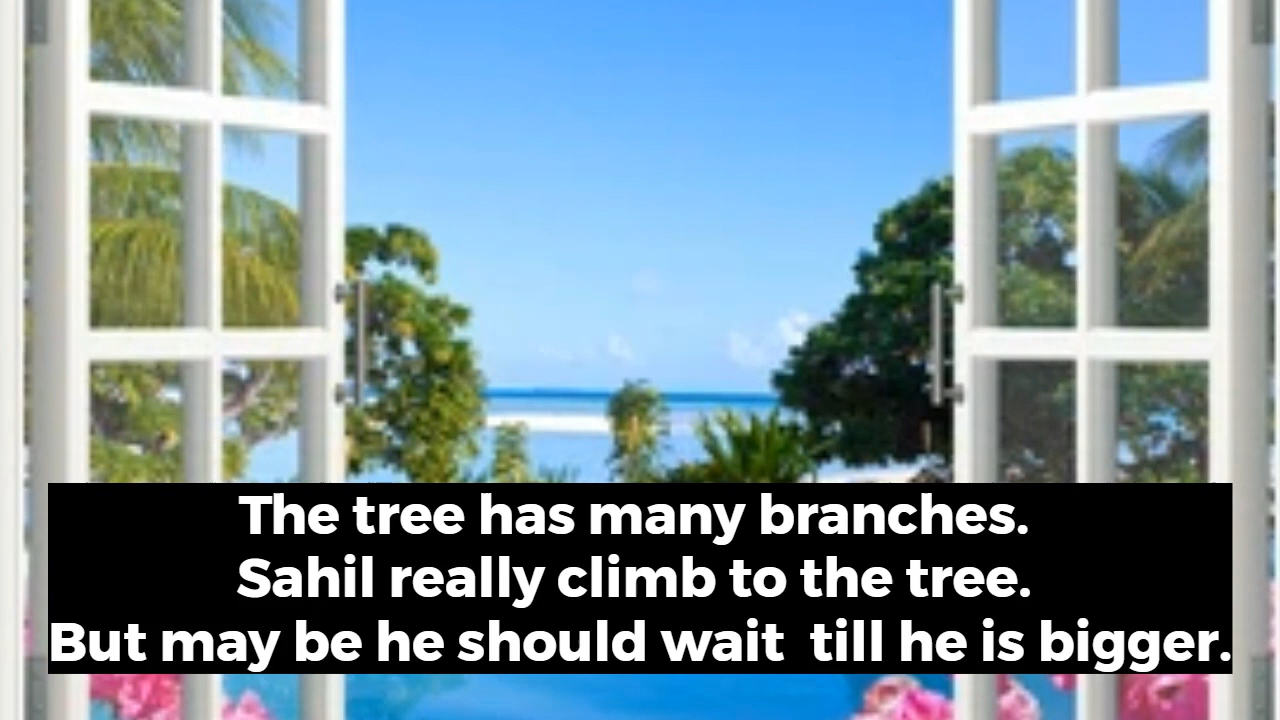 The tree has many branches.
Sahil really climb to the tree.
But may be he should wait  till he is bigger.